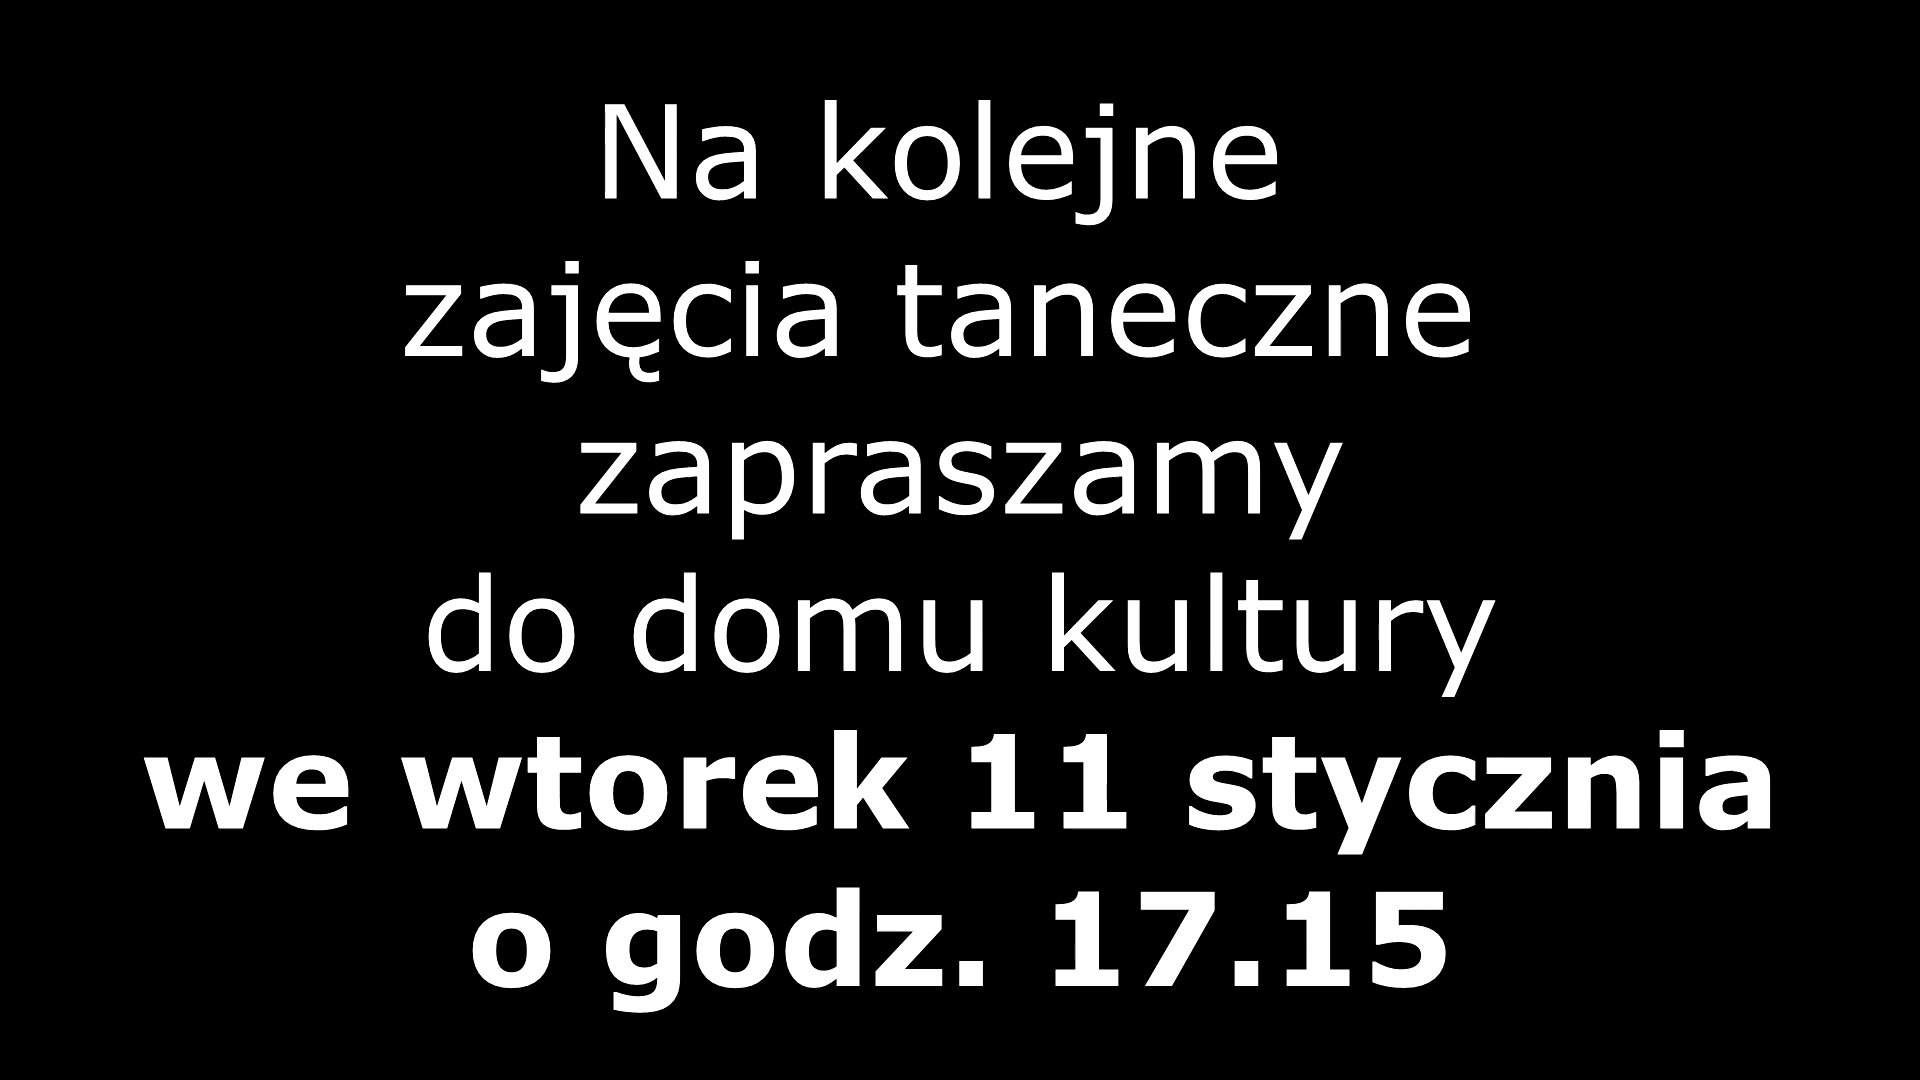 Na kolejne
zajęcia taneczne
zapraszamy
do domu kultury
we wtorek 11 stycznia
o godz. 17.15